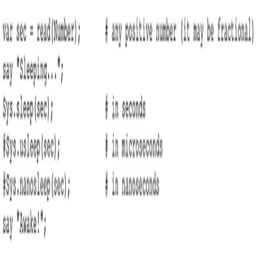 var sec = read(Number);      # any positive number (it may be fractional)
say "Sleeping...";
Sys.sleep(sec);              # in seconds
#Sys.usleep(sec);            # in microseconds
#Sys.nanosleep(sec);         # in nanoseconds
say "Awake!";